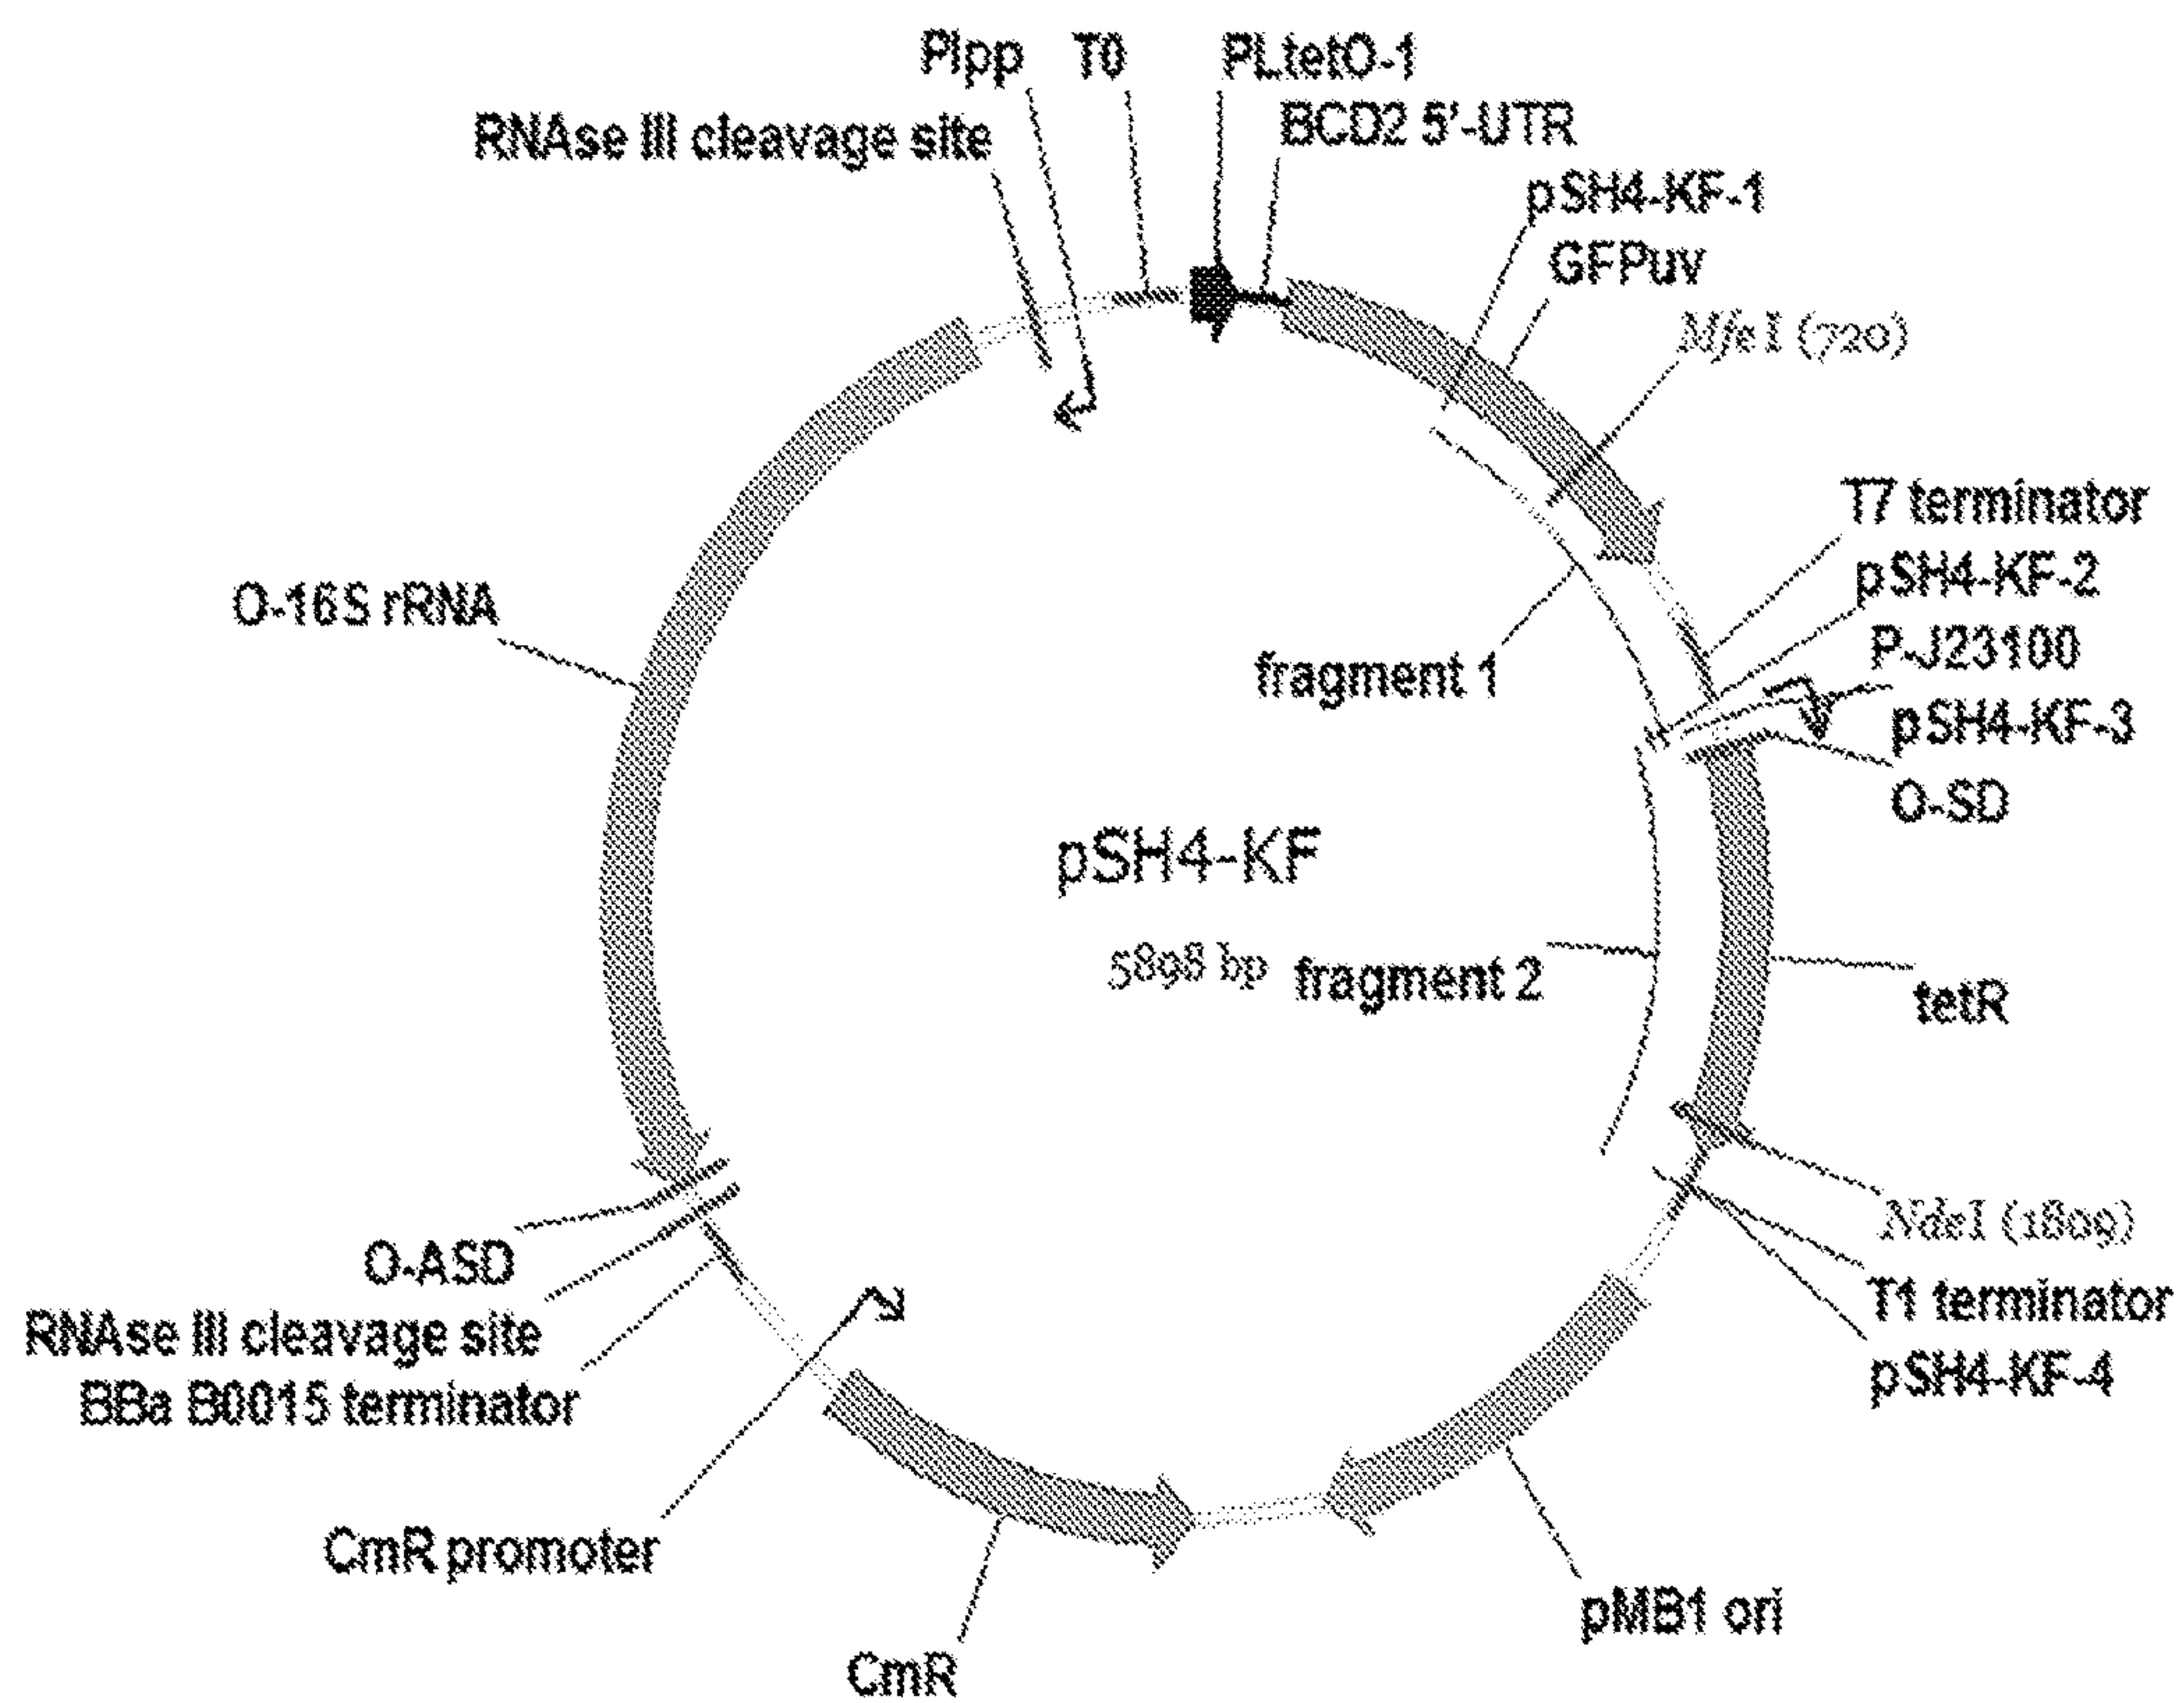 Plpp
T0
PLtetO-1
RNAse III cleavage site
BCD2 5'-UTR
pSH4-KF-1
GFPuv
MfeI (720)
T7 terminator
pSH4-KF-2
P-J23100
pSH4-KF-3
O-SD
O-16S rRNA
fragment 1
pSH4-KF
5898 bp
fragment 2
tetR
NdeI (1809)
T1 terminator
pSH4-KF-4
O-ASD
RNAse III cleavage site
BBa B0015 terminator
CmR promoter
CmR
pMB1 ori